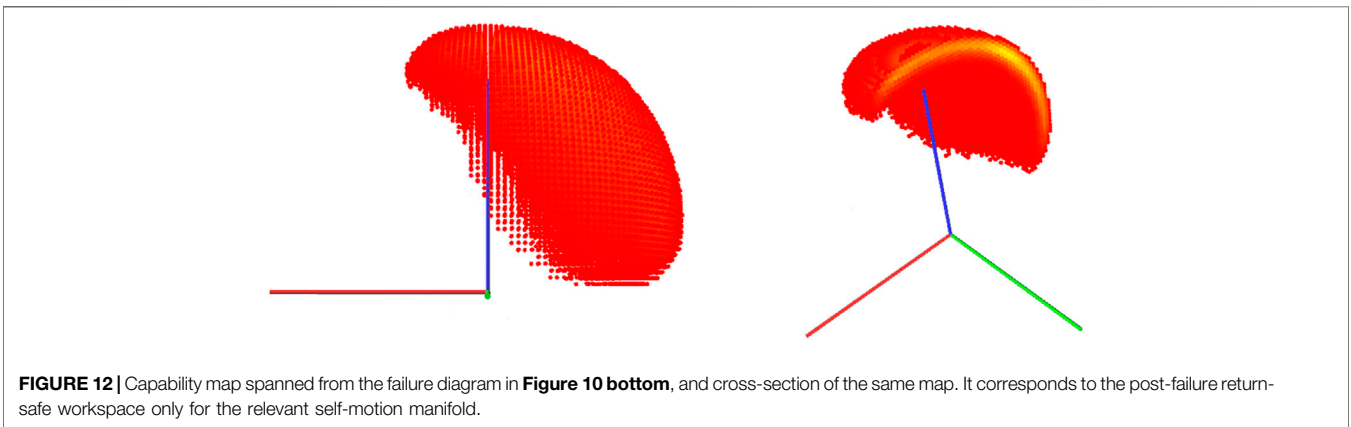 FIGURE 12 | Capability map spanned from the failure diagram in Figure 10 bottom, and cross-section of the same map. It corresponds to the post-failure return-
safe workspace only for the relevant self-motion manifold.